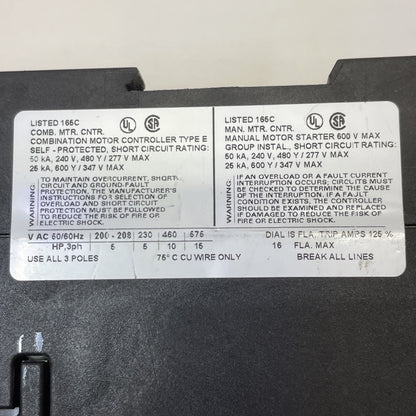 LISTED 165C
COMB. MTR. CNTR.
COMBINATION MOTOR CONTROLLER TYPE E
SELF - PROTECTED, SHORT CIRCUIT RATING:
50 kA, 240 V, 480 Y / 277 V MAX
25 kA, 600 Y / 347 V MAX
WARNING:
TO MAINTAIN OVERCURRENT, SHORT-
CIRCUIT AND GROUND-FAULT
PROTECTION, THE MANUFACTURER'S
INSTRUCTIONS FOR SELECTION OF
OVERLOAD AND SHORT CIRCUIT
PROTECTION MUST BE FOLLOWED
TO REDUCE THE RISK OF FIRE OR
ELECTRIC SHOCK.
UL SA
LISTED 165C
MAN. MTR. CNTR.
MANUAL MOTOR STARTER 600 V MAX
GROUP INSTAL., SHORT CIRCUIT RATING:
50 kA, 240 V, 480 Y / 277 V MAX
25 kA, 600 Y / 347 V MAX
WARNING:
IF AN OVERLOAD OR A FAULT CURRENT
INTERRUPTION OCCURS, CIRCUITS MUST
BE CHECKED TO DETERMINE THE CAUSE
OF THE INTERRUPTION. IF A FAULT
CONDITION EXISTS, THE CONTROLLER
SHOULD BE EXAMINED AND REPLACED
IF DAMAGED TO REDUCE RISK OF FIRE
OR ELECTRIC SHOCK.
UL SA
V AC 50/60Hz 200 - 208 230 460 575 DIAL IS FLA. TRIP AMPS 125 %
HP,3ph 5 5 10 15 16 FLA. MAX
USE ALL 3 POLES 75°C CU WIRE ONLY BREAK ALL LINES